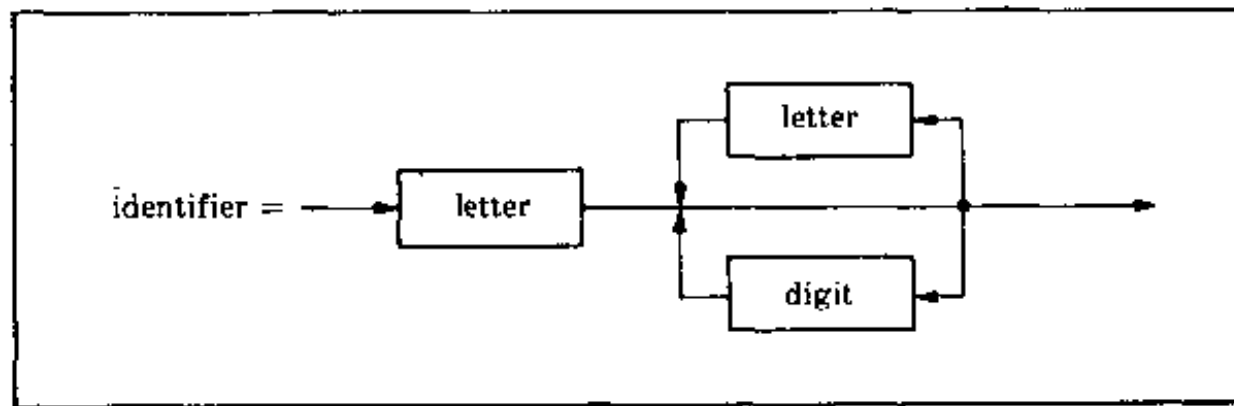 letter
identifier = letter
digit